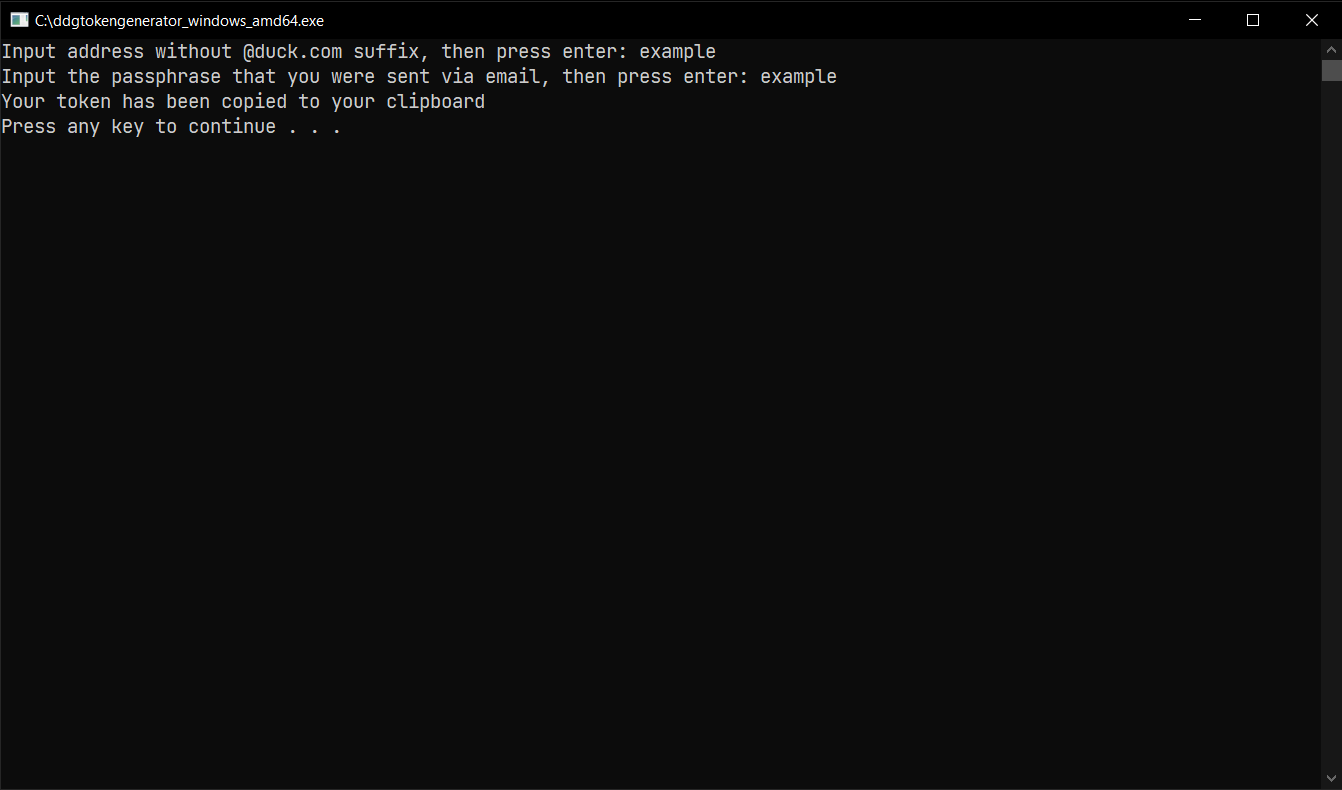 C:\ddgtokengenerator_windows_amd64.exe
Input address without @duck.com suffix, then press enter: example
Input the passphrase that you were sent via email, then press enter: example
Your token has been copied to your clipboard
Press any key to continue . . .